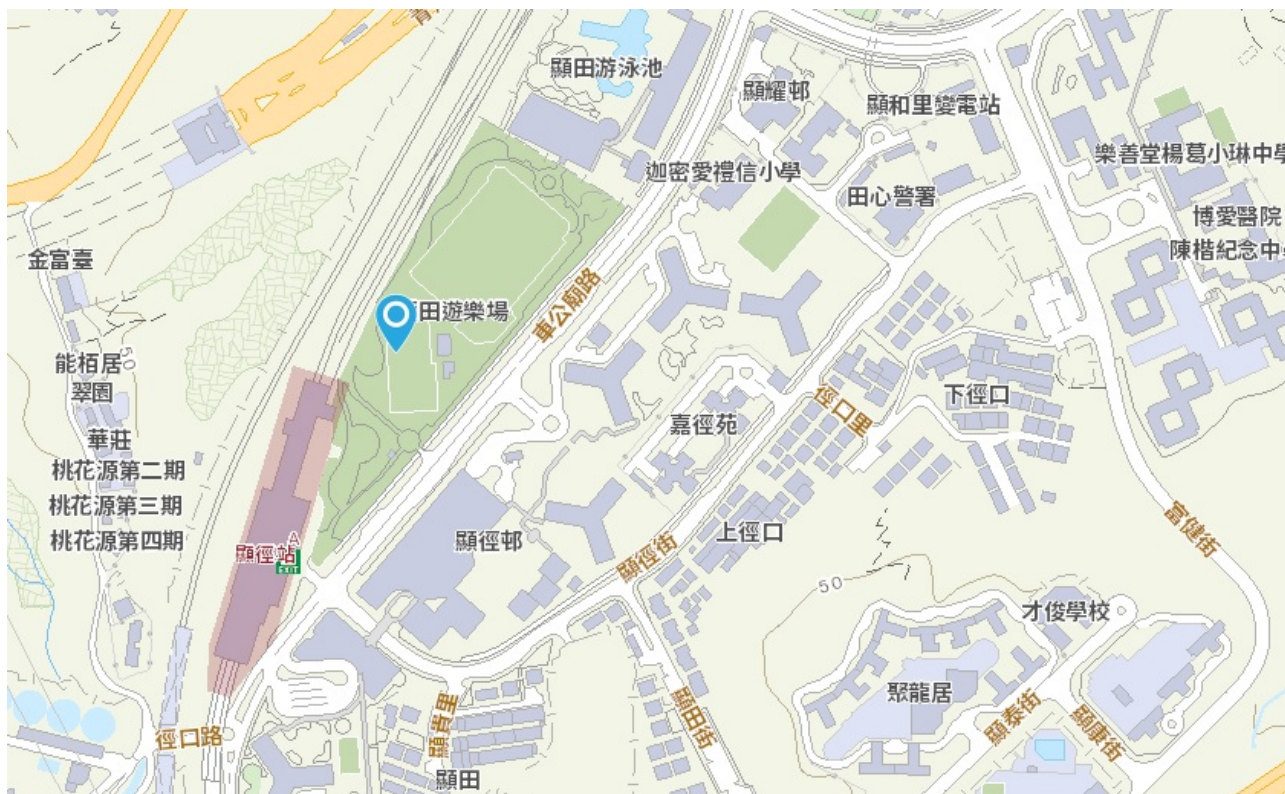 顯田游泳池
顯耀邨
顯和里變電站
樂善堂楊葛小琳中學
迦密愛禮信小學
田心警署
博愛醫院
陳楷紀念中
金富臺
田遊樂場
車公廟路
50
能栢居
翠園
徑口里
下徑口
華莊
嘉徑苑
桃花源第二期
桃花源第三期
桃花源第四期
富健街
顯徑站
A
EXIT
顯徑邨
顯徑街
上徑口
50
才俊學校
聚龍居
顯貴里
顯田街
顯泰街
顯康街
徑口路
顯田